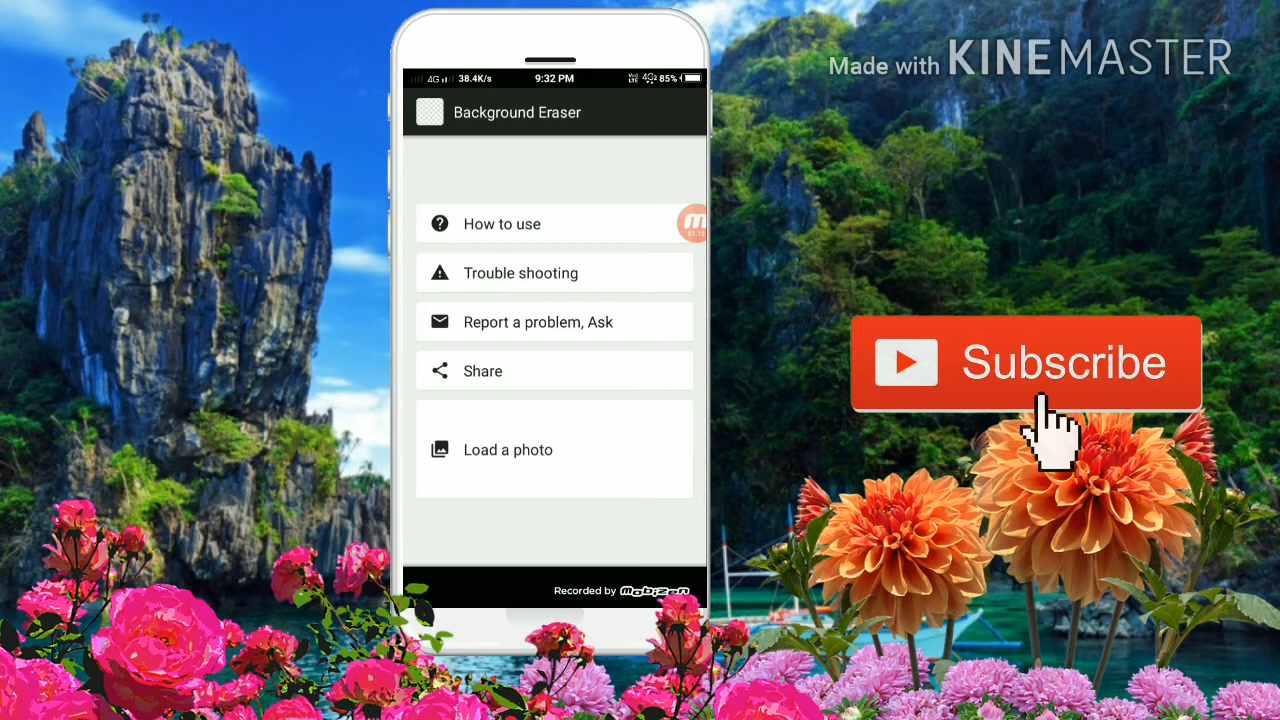 Made with KINEMASTER
4G 38.4K/s 9:32 PM 85%
Background Eraser
How to use
Trouble shooting
Report a problem, Ask
Share
Load a photo
Recorded by mobizen
Subscribe